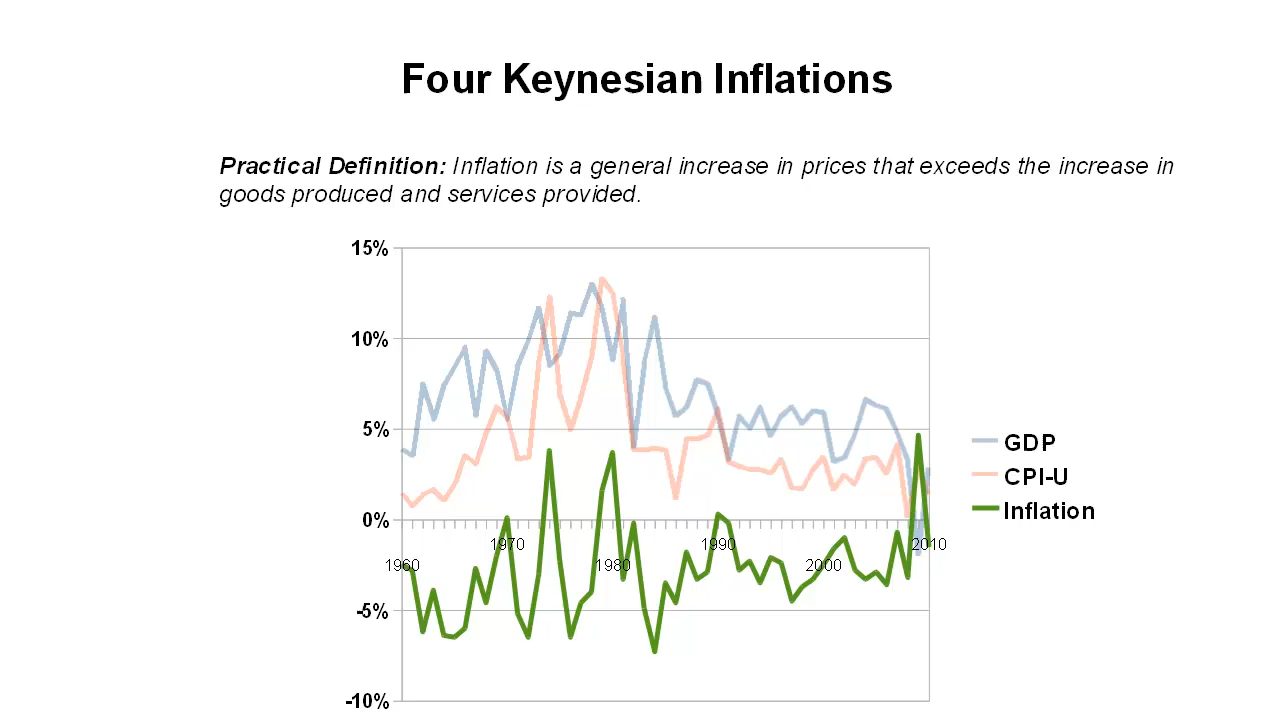 Four Keynesian Inflations
Practical Definition: Inflation is a general increase in prices that exceeds the increase in
goods produced and services provided.
15%
10%
5%
0%
-5%
-10%
1960
1970
1980
1990
2000
2010
GDP
CPI-U
Inflation